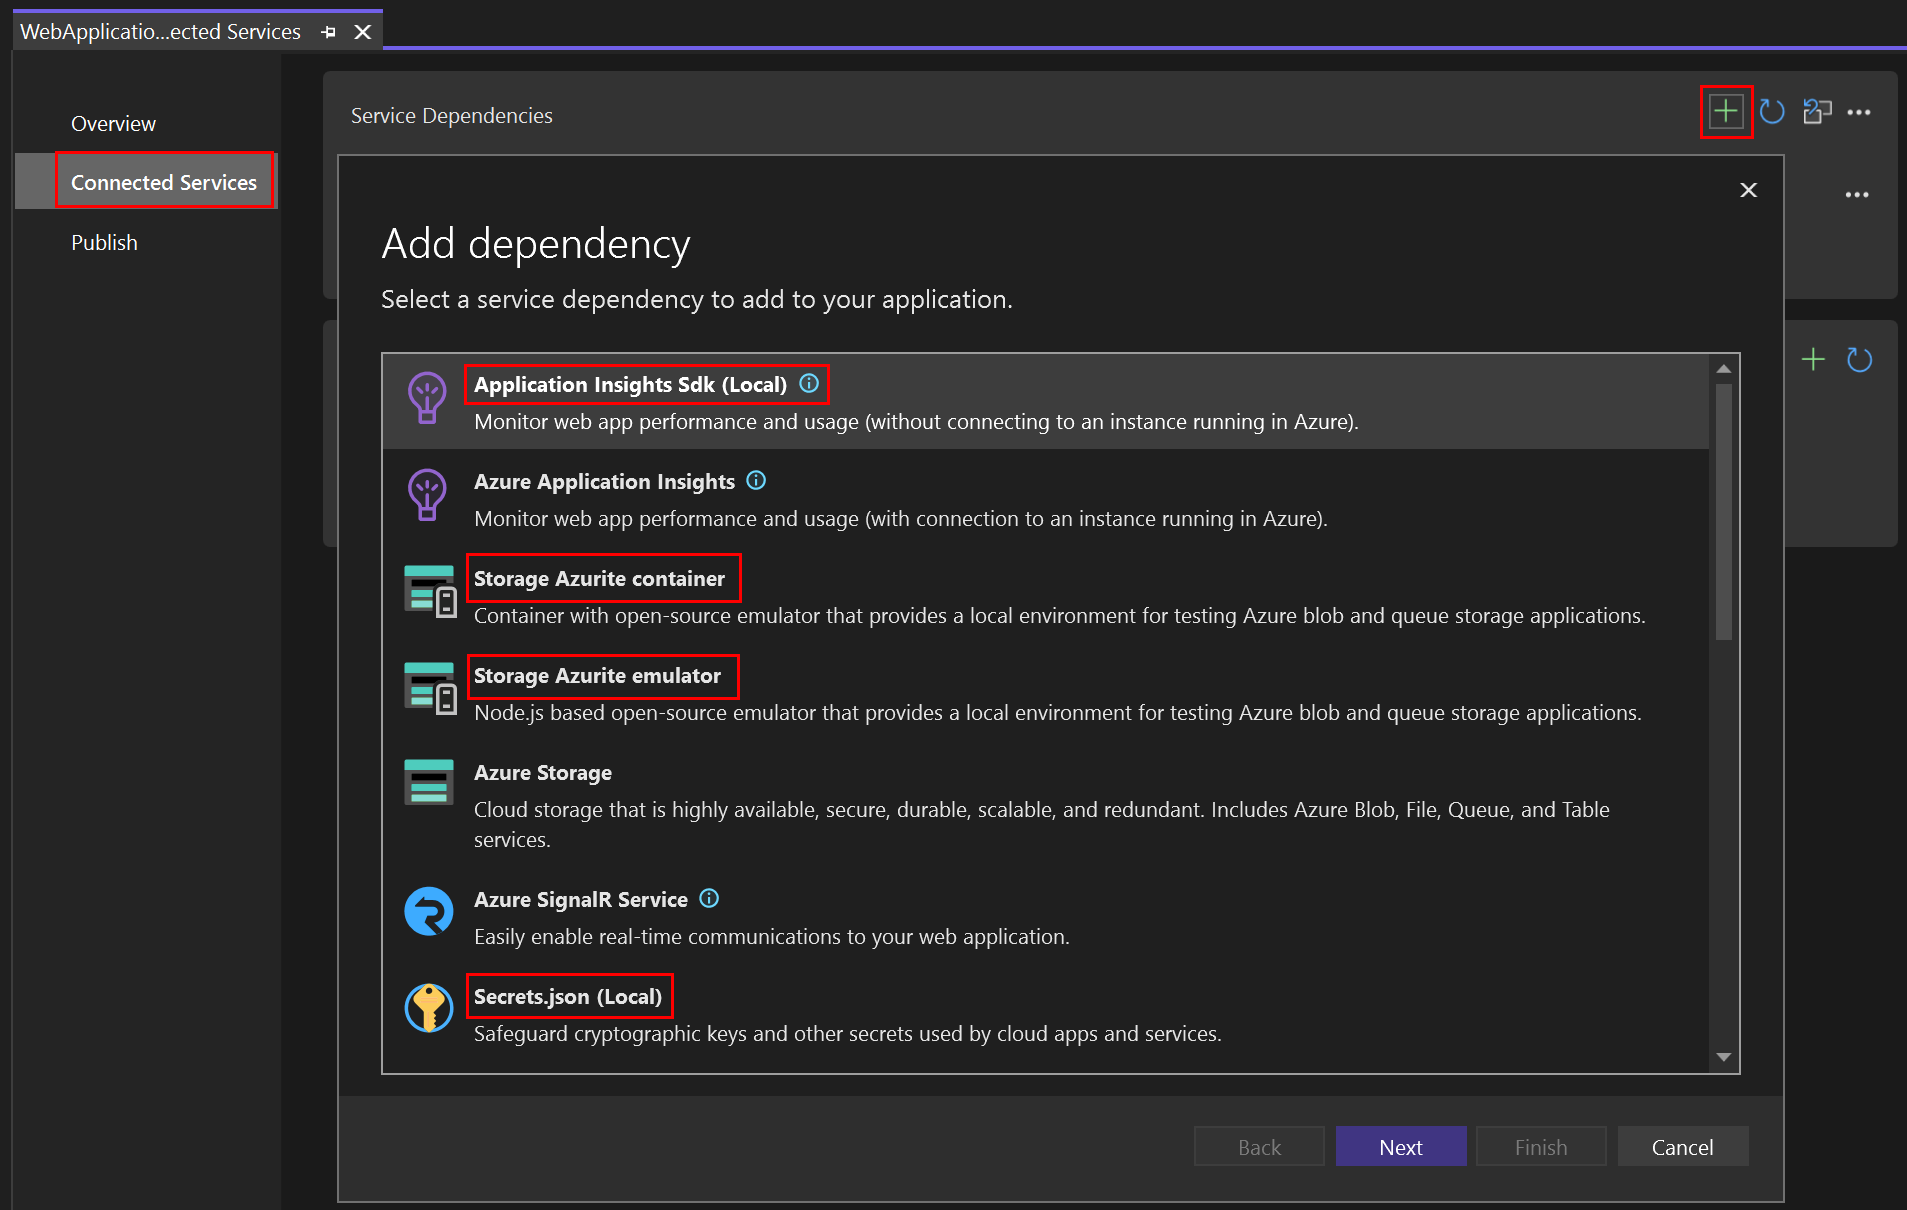 WebApplicatio...ected Services
Overview
Connected Services
Publish
Service Dependencies
Add dependency
Select a service dependency to add to your application.
Application Insights Sdk (Local)
Monitor web app performance and usage (without connecting to an instance running in Azure).
Azure Application Insights
Monitor web app performance and usage (with connection to an instance running in Azure).
Storage Azurite container
Container with open-source emulator that provides a local environment for testing Azure blob and queue storage applications.
Storage Azurite emulator
Node.js based open-source emulator that provides a local environment for testing Azure blob and queue storage applications.
Azure Storage
Cloud storage that is highly available, secure, durable, scalable, and redundant. Includes Azure Blob, File, Queue, and Table
services.
Azure SignalR Service
Easily enable real-time communications to your web application.
Secrets.json (Local)
Safeguard cryptographic keys and other secrets used by cloud apps and services.
Back
Next
Finish
Cancel